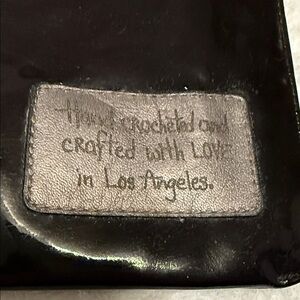 Hand crocheted and
crafted with LOVE
in Los Angeles.